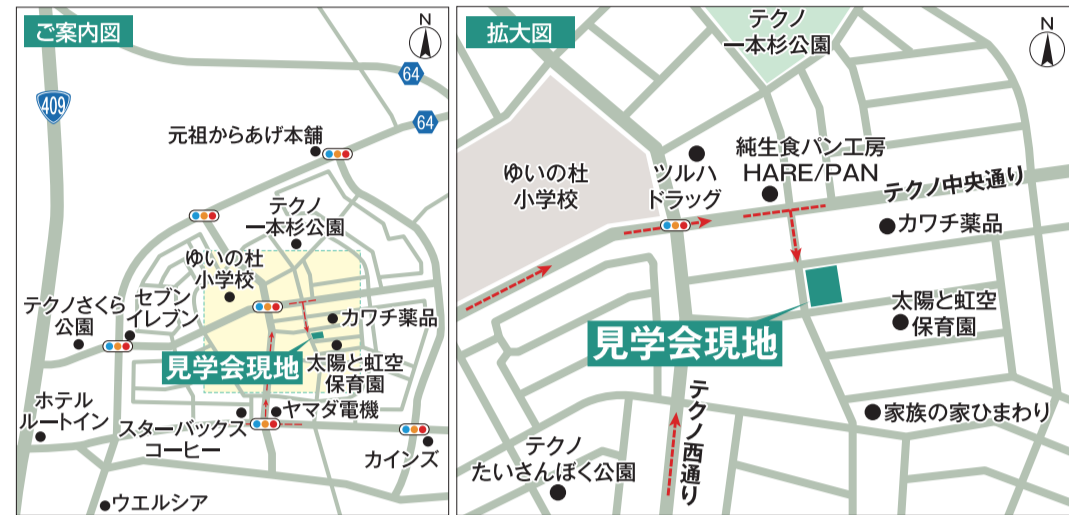 ご案内図
N
409
64
64
元祖からあげ本舗
テクノ
一本杉公園
ゆいの杜
小学校
テクノさくら
公園
セブン
イレブン
カワチ薬品
見学会現地
太陽と虹空
保育園
ホテル
ルートイン
スターバックス
コーヒー
ヤマダ電機
カインズ
ウエルシア
拡大図
N
テクノ
一本杉公園
ゆいの杜
小学校
ツルハ
ドラッグ
純生食パン工房
HARE/PAN
テクノ中央通り
カワチ薬品
太陽と虹空
保育園
見学会現地
家族の家ひまわり
テクノ西通り
テクノ
たいさんぼく公園